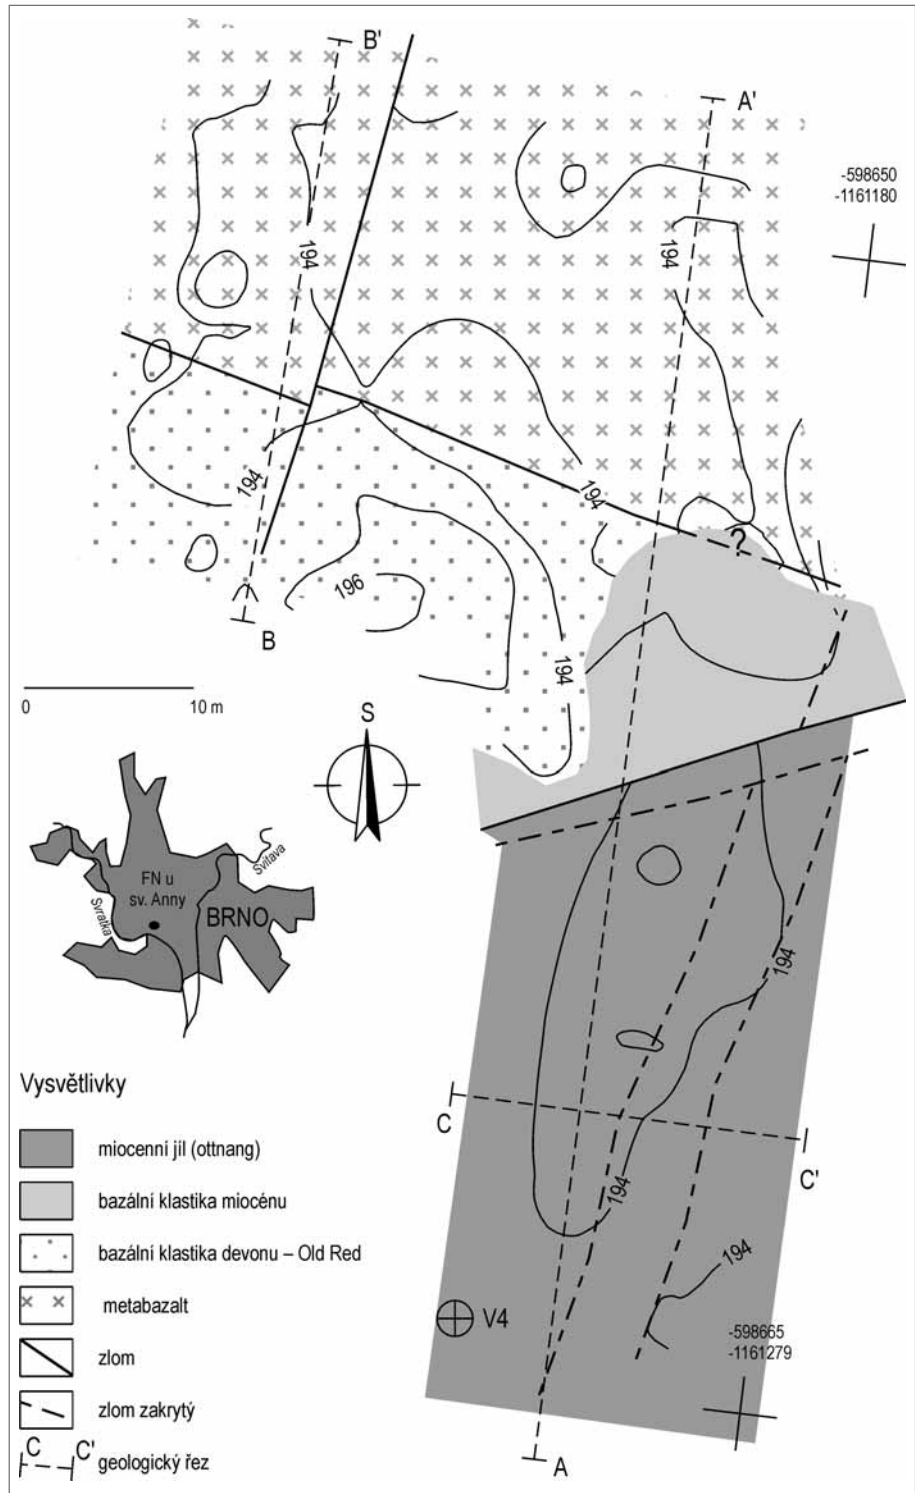 B'
A'
-598650
-1161180
194
194
194
194
?
196
B
194
0 10 m
S
FN u
sv. Anny
BRNO
Svratka
Svitava
194
C
C'
194
194
V4
-598665
-1161279
A
Vysvětlivky
miocenní jíl (ottnang)
bazální klastika miocénu
bazální klastika devonu – Old Red
metabazalt
zlom
zlom zakrytý
C C'
geologický řez